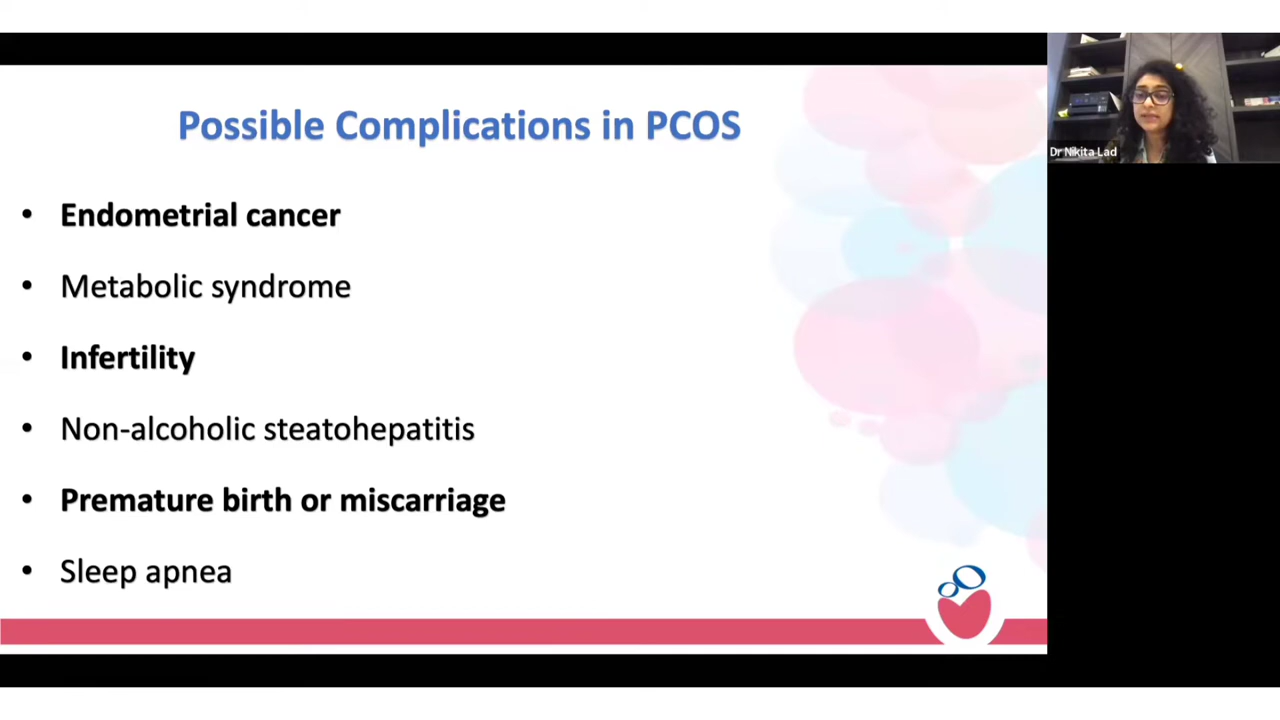 Possible Complications in PCOS
• Endometrial cancer
• Metabolic syndrome
• Infertility
• Non-alcoholic steatohepatitis
• Premature birth or miscarriage
• Sleep apnea
Dr Nikita Lad